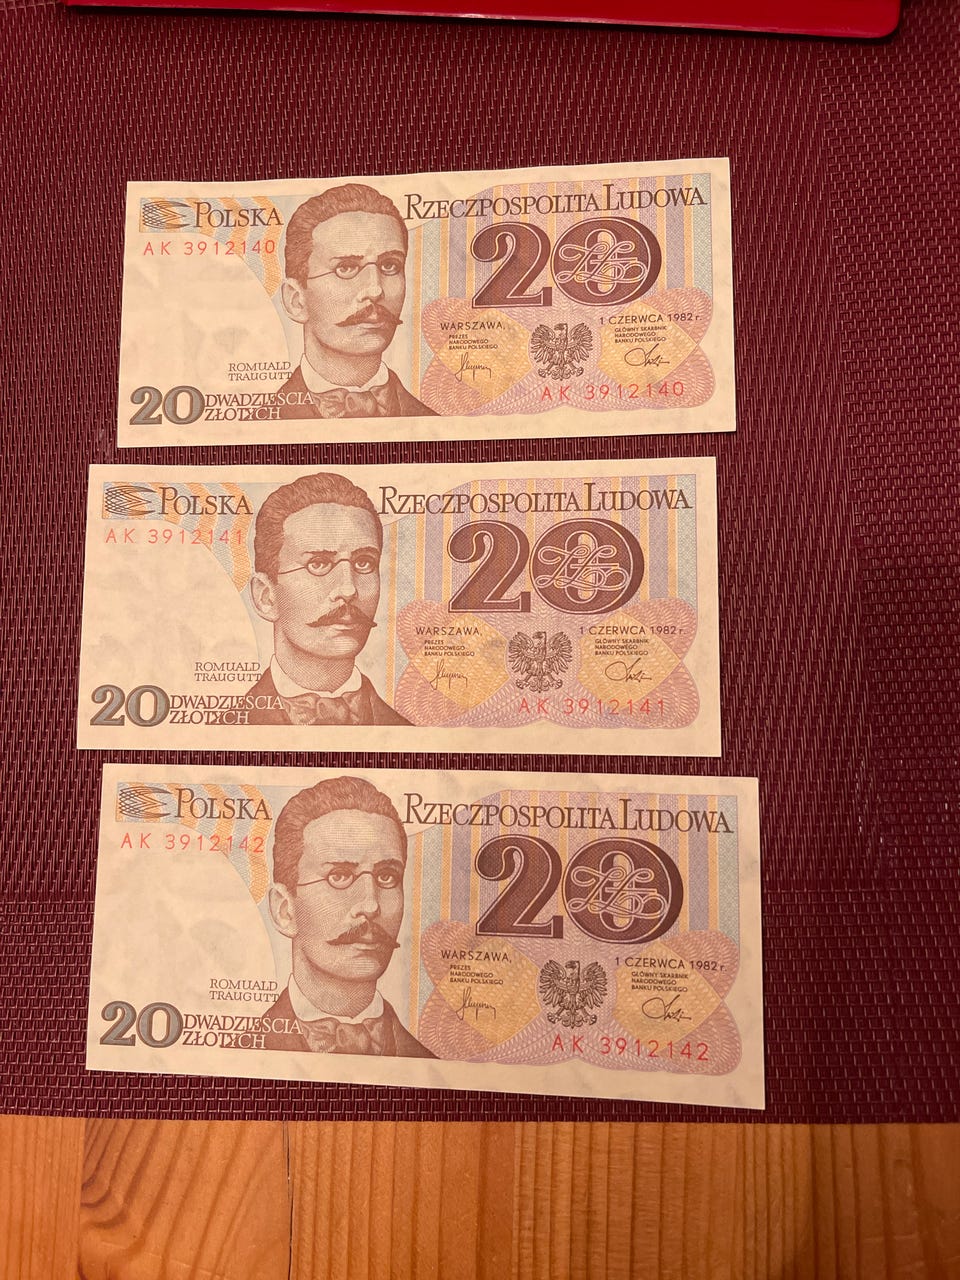 POLSKA RZECZPOSPOLITA LUDOWA
AK 3912140
20
WARSZAWA, 1 CZERWCA 1982 r.
PREZES
NARODOWEGO
BANKU POLSKIEGO
GŁÓWNY SKARBNIK
NARODOWEGO
BANKU POLSKIEGO
ROMUALD
TRAUGUTT
AK 3912140
20 DWADZIEŚCIA
ZŁOTYCH
POLSKA RZECZPOSPOLITA LUDOWA
AK 3912141
20
WARSZAWA, 1 CZERWCA 1982 r.
PREZES
NARODOWEGO
BANKU POLSKIEGO
GŁÓWNY SKARBNIK
NARODOWEGO
BANKU POLSKIEGO
ROMUALD
TRAUGUTT
AK 3912141
20 DWADZIEŚCIA
ZŁOTYCH
POLSKA RZECZPOSPOLITA LUDOWA
AK 3912142
20
WARSZAWA, 1 CZERWCA 1982 r.
PREZES
NARODOWEGO
BANKU POLSKIEGO
GŁÓWNY SKARBNIK
NARODOWEGO
BANKU POLSKIEGO
ROMUALD
TRAUGUTT
AK 3912142
20 DWADZIEŚCIA
ZŁOTYCH